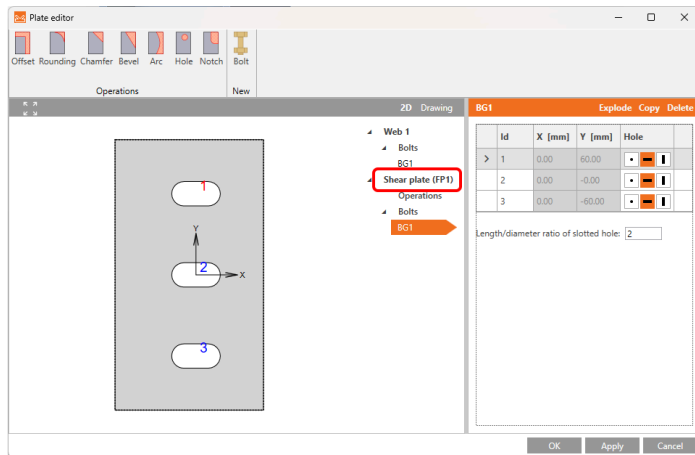 Plate editor
Offset Rounding Chamfer Bevel Arc Hole Notch Bolt
Operations New
2D Drawing
BG1 Explode Copy Delete
Web 1
Bolts
BG1
Shear plate (FP1)
Operations
Bolts
BG1
Id X [mm] Y [mm] Hole
1 0.00 60.00
2 0.00 -0.00
3 0.00 -60.00
Length/diameter ratio of slotted hole: 2
1
Y
2 X
3
OK Apply Cancel